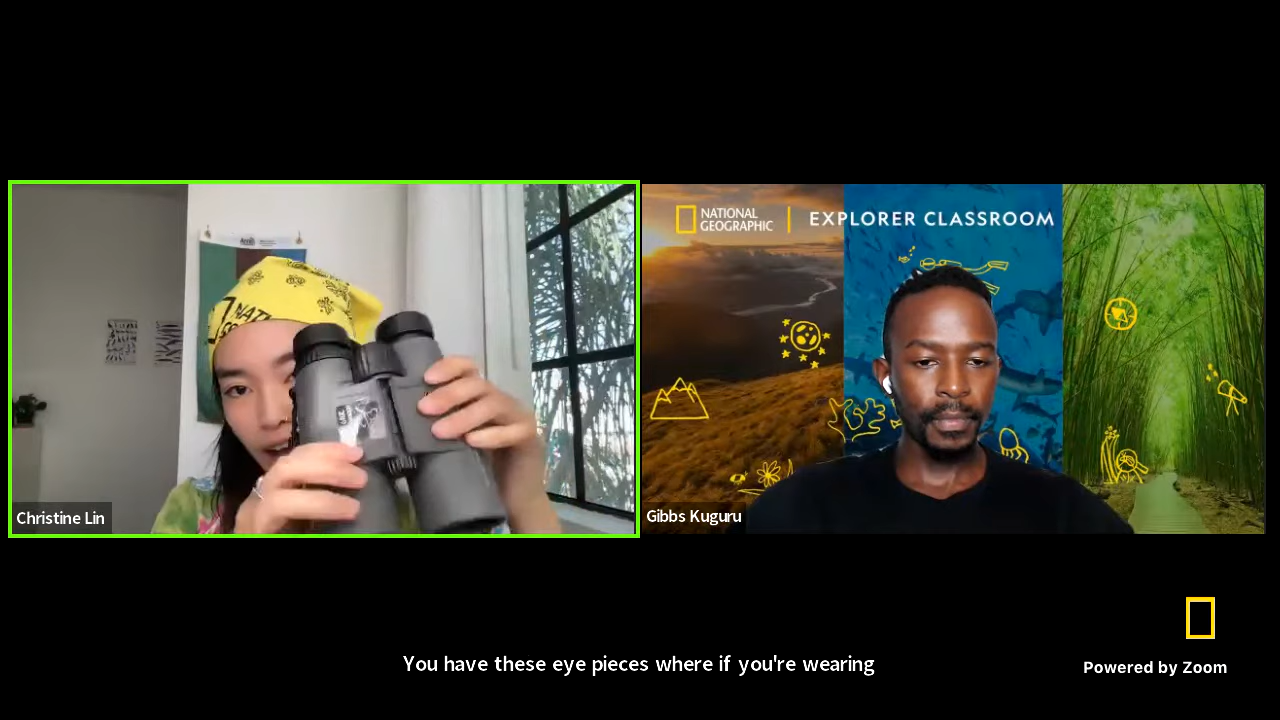 NATIONAL
GEOGRAPHIC
EXPLORER CLASSROOM
Christine Lin
Gibbs Kuguru
You have these eye pieces where if you're wearing
Powered by Zoom